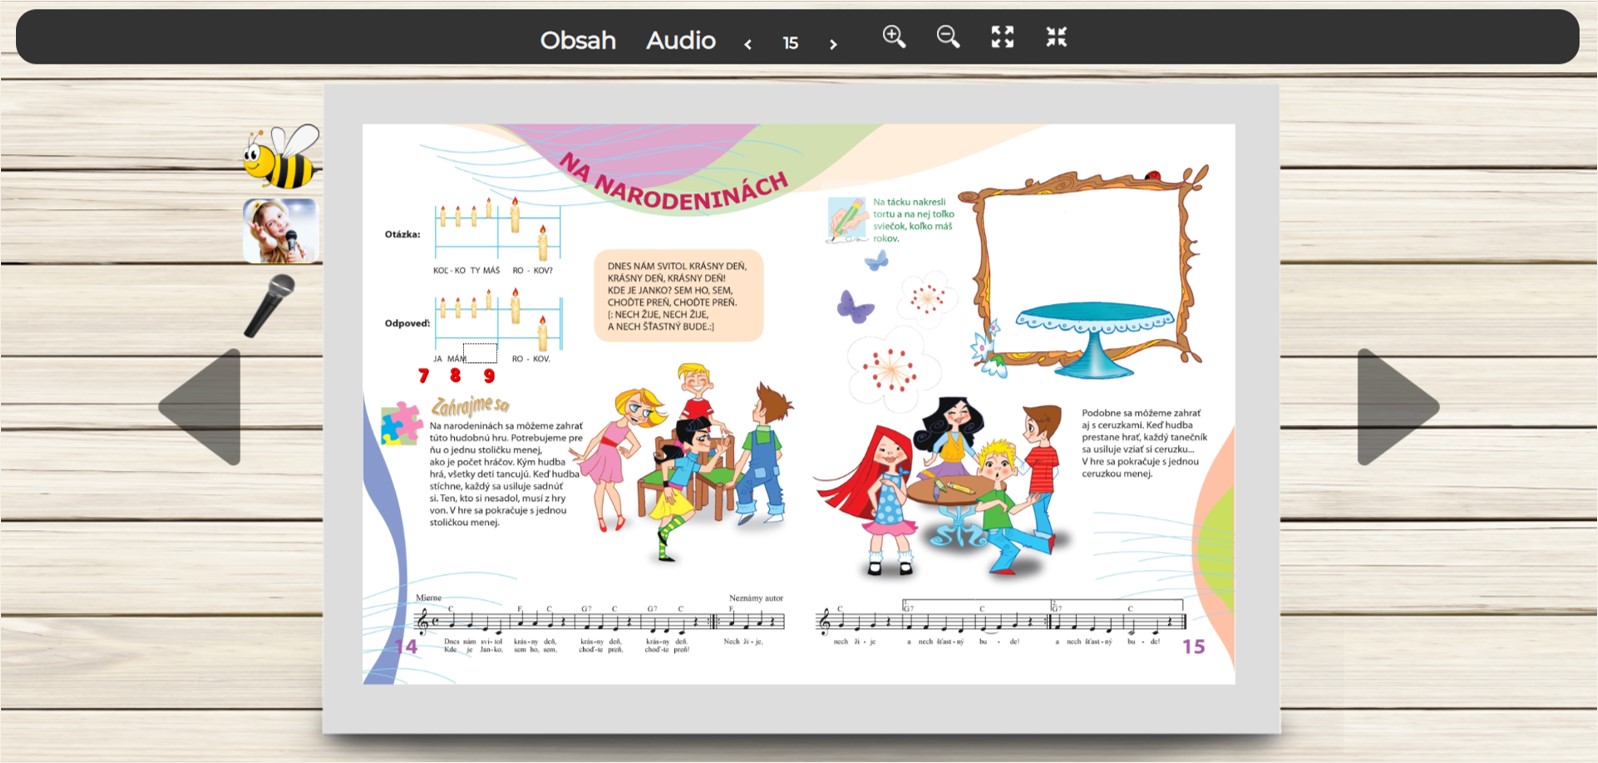 Obsah Audio 15
NA NARODENINÁCH
Otázka:
KOĽ - KO TY MÁŠ RO - KOV?
Odpoveď:
JA MÁM RO - KOV.
7 8 9
DNES NÁM SVITOL KRÁSNY DEŇ,
KRÁSNY DEŇ, KRÁSNY DEŇ!
KDE JE JANKO? SEM HO, SEM,
CHOĎTE PREŇ, CHOĎTE PREŇ.
[: NECH ŽIJE, NECH ŽIJE,
A NECH ŠŤASTNÝ BUDE.:]
Zahrajme sa
Na narodeninách sa môžeme zahrať
túto hudobnú hru. Potrebujeme pre
ňu o jednu stoličku menej,
ako je počet hráčov. Kým hudba
hrá, všetky deti tancujú. Keď hudba
stíchne, každý sa usiluje sadnúť
si. Ten, kto si nesadol, musí z hry
von. V hre sa pokračuje s jednou
stoličkou menej.
Mierne Neznámy autor
C F C G7 C G7 C F
Dnes nám svi - tol krás - ny deň, krás - ny deň, krás - ny deň. Nech ži - je,
Kde je Jan-ko, sem ho, sem, choď-te preň, choď-te preň!
14
Na tácku nakresli
tortu a na nej toľko
sviečok, koľko máš
rokov.
Podobne sa môžeme zahrať
aj s ceruzkami. Keď hudba
prestane hrať, každý tanečník
sa usiluje vziať si ceruzku...
V hre sa pokračuje s jednou
ceruzkou menej.
C 1. G7 C 2. G7 C
nech ži - je a nech šťast - ný bu - de! a nech šťast - ný bu - de!
15